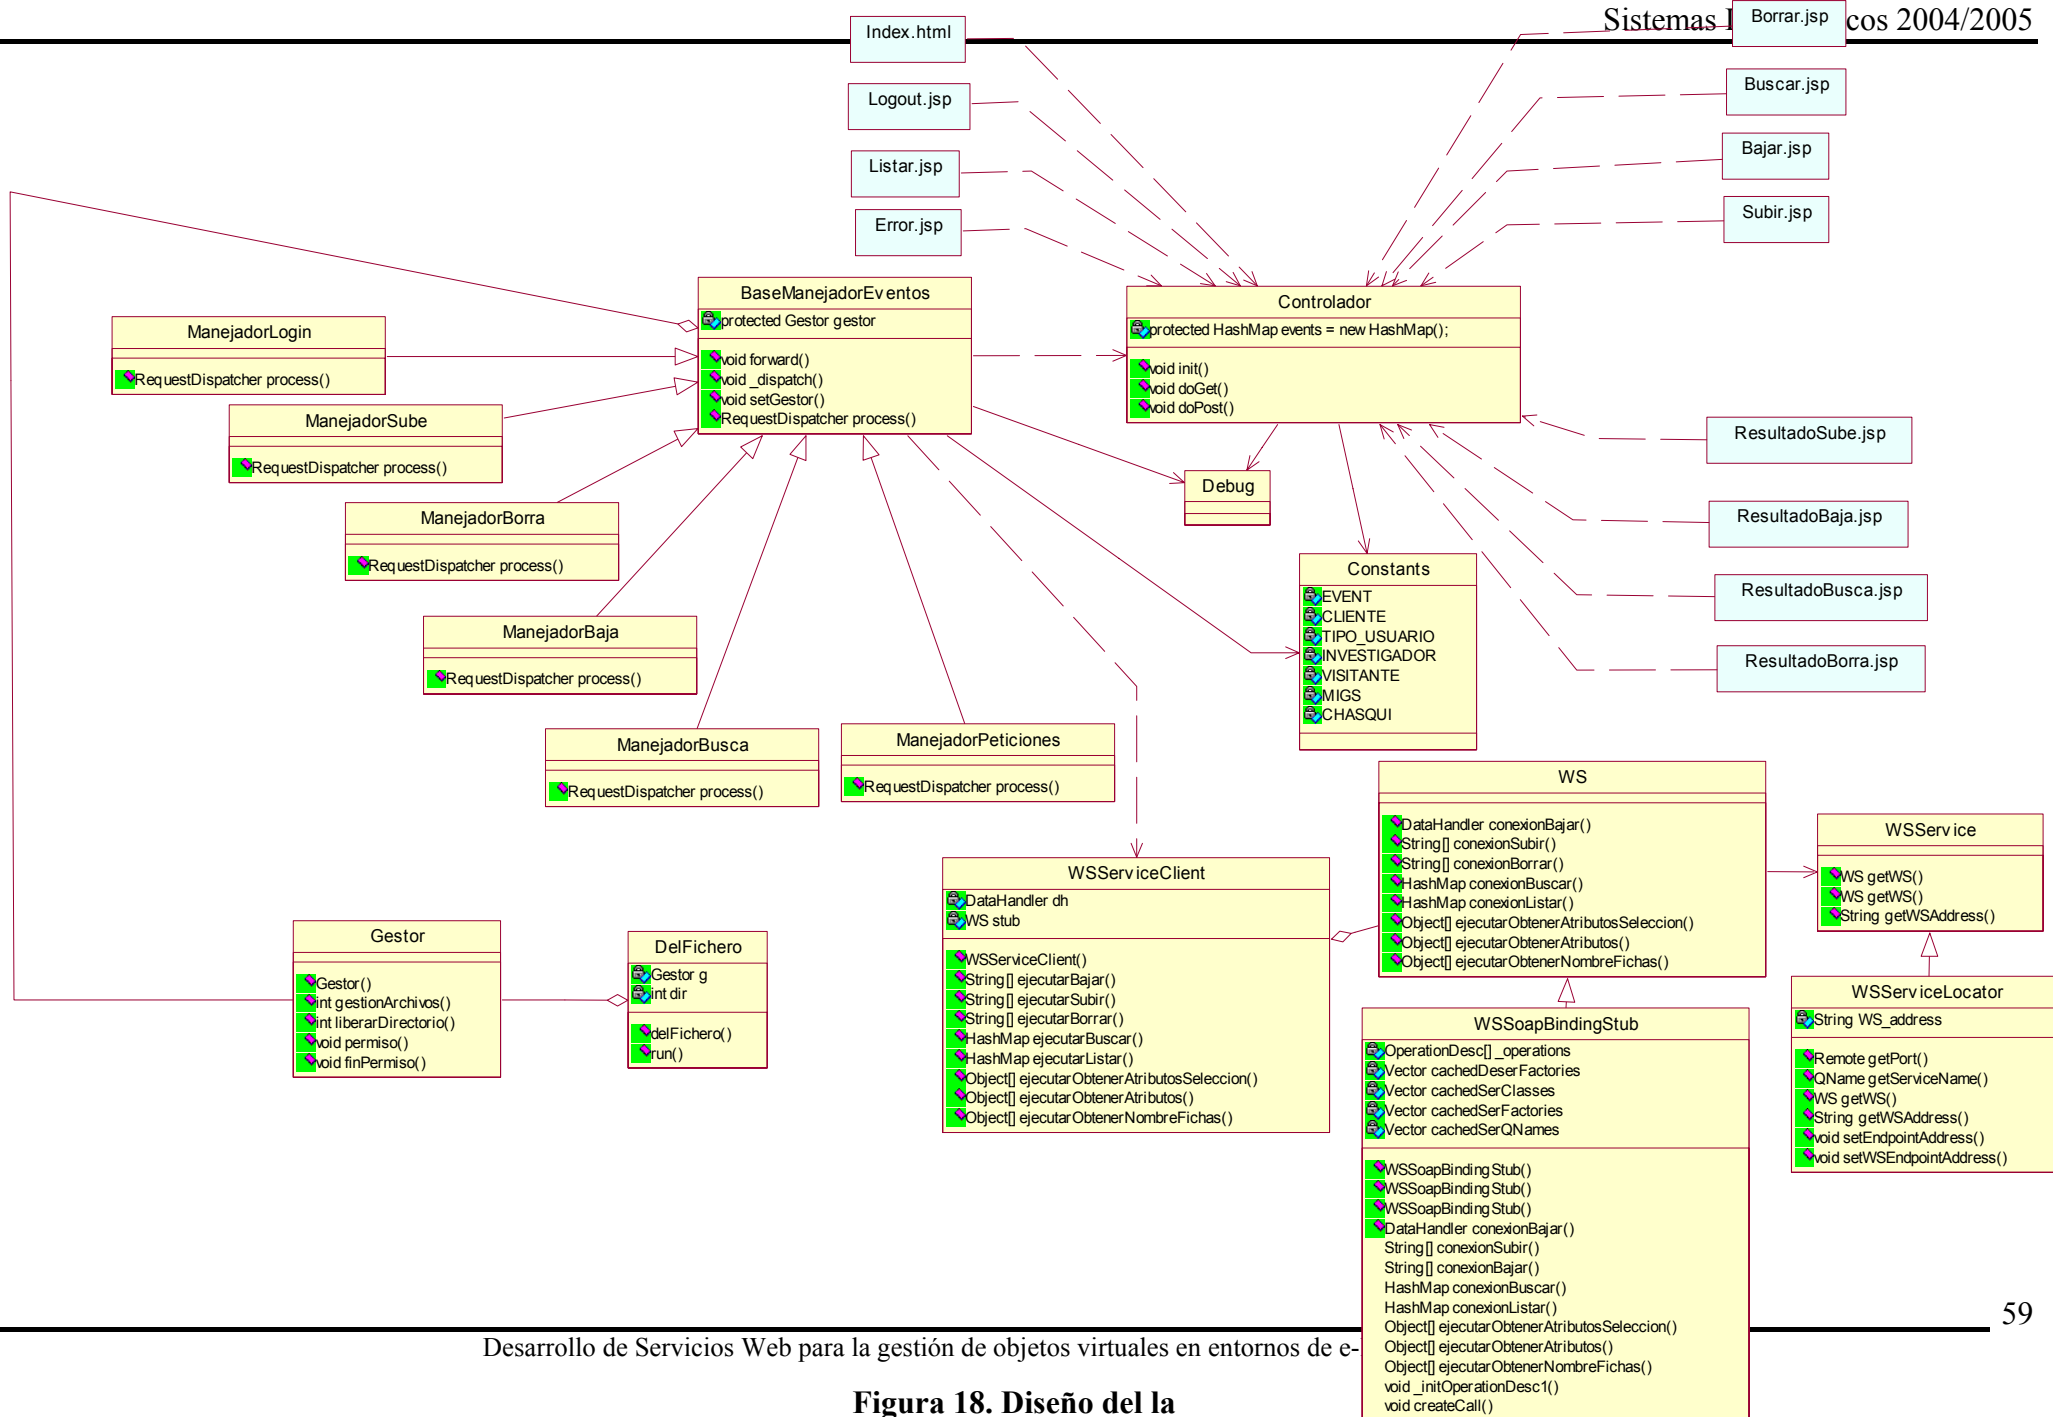 Sistemas I
cos 2004/2005
Index.html
Borrar.jsp
Logout.jsp
Buscar.jsp
Listar.jsp
Bajar.jsp
Error.jsp
Subir.jsp
BaseManejadorEventos
protected Gestor gestor
void forward()
void _dispatch()
void setGestor()
RequestDispatcher process()
Controlador
protected HashMap events = new HashMap();
void init()
void doGet()
void doPost()
ManejadorLogin
RequestDispatcher process()
ManejadorSube
RequestDispatcher process()
ManejadorBorra
RequestDispatcher process()
ManejadorBaja
RequestDispatcher process()
ManejadorBusca
RequestDispatcher process()
ManejadorPeticiones
RequestDispatcher process()
Debug
Constants
EVENT
CLIENTE
TIPO_USUARIO
INVESTIGADOR
VISITANTE
MIGS
CHASQUI
ResultadoSube.jsp
ResultadoBaja.jsp
ResultadoBusca.jsp
ResultadoBorra.jsp
WS
DataHandler conexionBajar()
String[] conexionSubir()
String[] conexionBorrar()
HashMap conexionBuscar()
HashMap conexionListar()
Object[] ejecutarObtenerAtributosSeleccion()
Object[] ejecutarObtenerAtributos()
Object[] ejecutarObtenerNombreFichas()
WSService
WS getWS()
WS getWS()
String getWSAddress()
WSServiceClient
DataHandler dh
WS stub
WSServiceClient()
String[] ejecutarBajar()
String[] ejecutarSubir()
String[] ejecutarBorrar()
HashMap ejecutarBuscar()
HashMap ejecutarListar()
Object[] ejecutarObtenerAtributosSeleccion()
Object[] ejecutarObtenerAtributos()
Object[] ejecutarObtenerNombreFichas()
Gestor
Gestor()
int gestionArchivos()
int liberarDirectorio()
void permiso()
void finPermiso()
DelFichero
Gestor g
int dir
delFichero()
run()
WSServiceLocator
String WS_address
Remote getPort()
QName getServiceName()
WS getWS()
String getWSAddress()
void setEndpointAddress()
void setWSEndpointAddress()
WSSoapBindingStub
OperationDesc[] _operations
Vector cachedDeserFactories
Vector cachedSerClasses
Vector cachedSerFactories
Vector cachedSerQNames
WSSoapBindingStub()
WSSoapBindingStub()
WSSoapBindingStub()
DataHandler conexionBajar()
String[] conexionSubir()
String[] conexionBajar()
HashMap conexionBuscar()
HashMap conexionListar()
Object[] ejecutarObtenerAtributosSeleccion()
Object[] ejecutarObtenerAtributos()
Object[] ejecutarObtenerNombreFichas()
void _initOperationDesc1()
void createCall()
59
Desarrollo de Servicios Web para la gestión de objetos virtuales en entornos de e-
Figura 18. Diseño del la